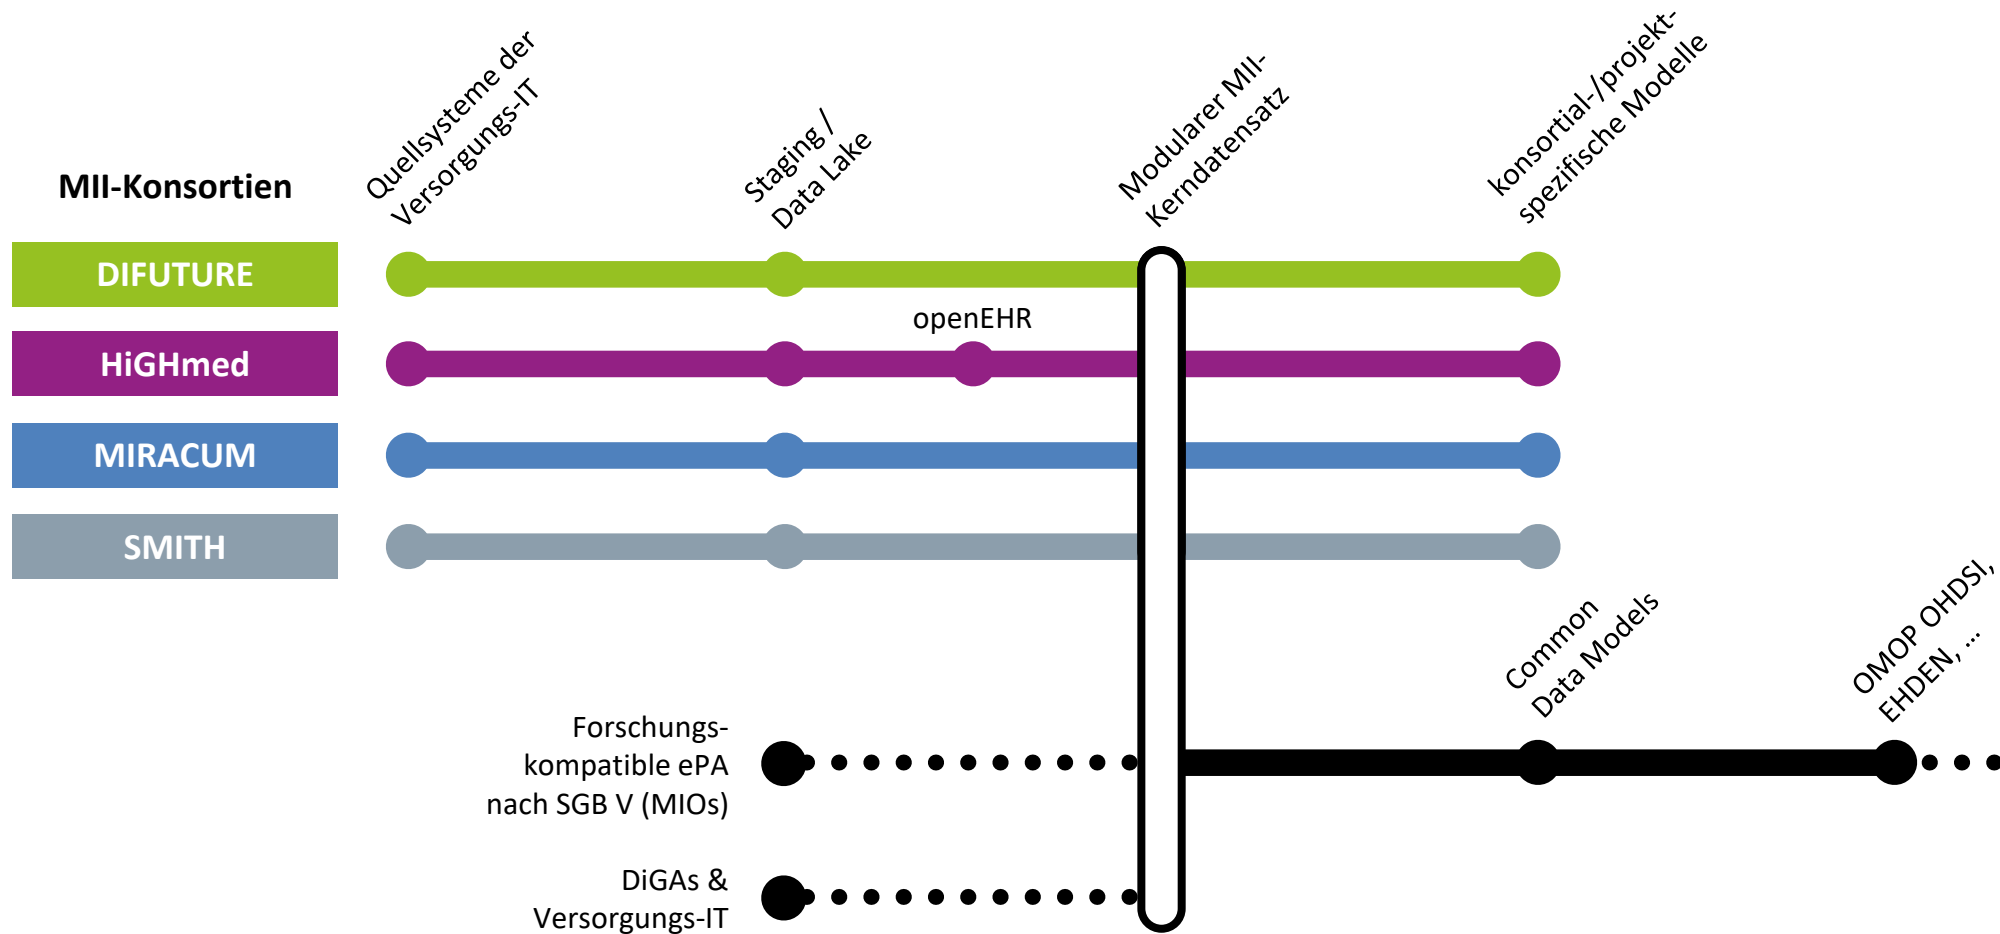 Quellsysteme der
Versorgungs-IT
Staging /
Data Lake
Modularer MII-
Kerndatensatz
konsortial-/projekt-
spezifische Modelle
MII-Konsortien
DIFUTURE
openEHR
HiGHmed
MIRACUM
SMITH
Common
Data Models
OMOP OHDSI,
EHDEN, ...
Forschungs-
kompatible ePA
nach SGB V (MIOs)
DiGAs &
Versorgungs-IT